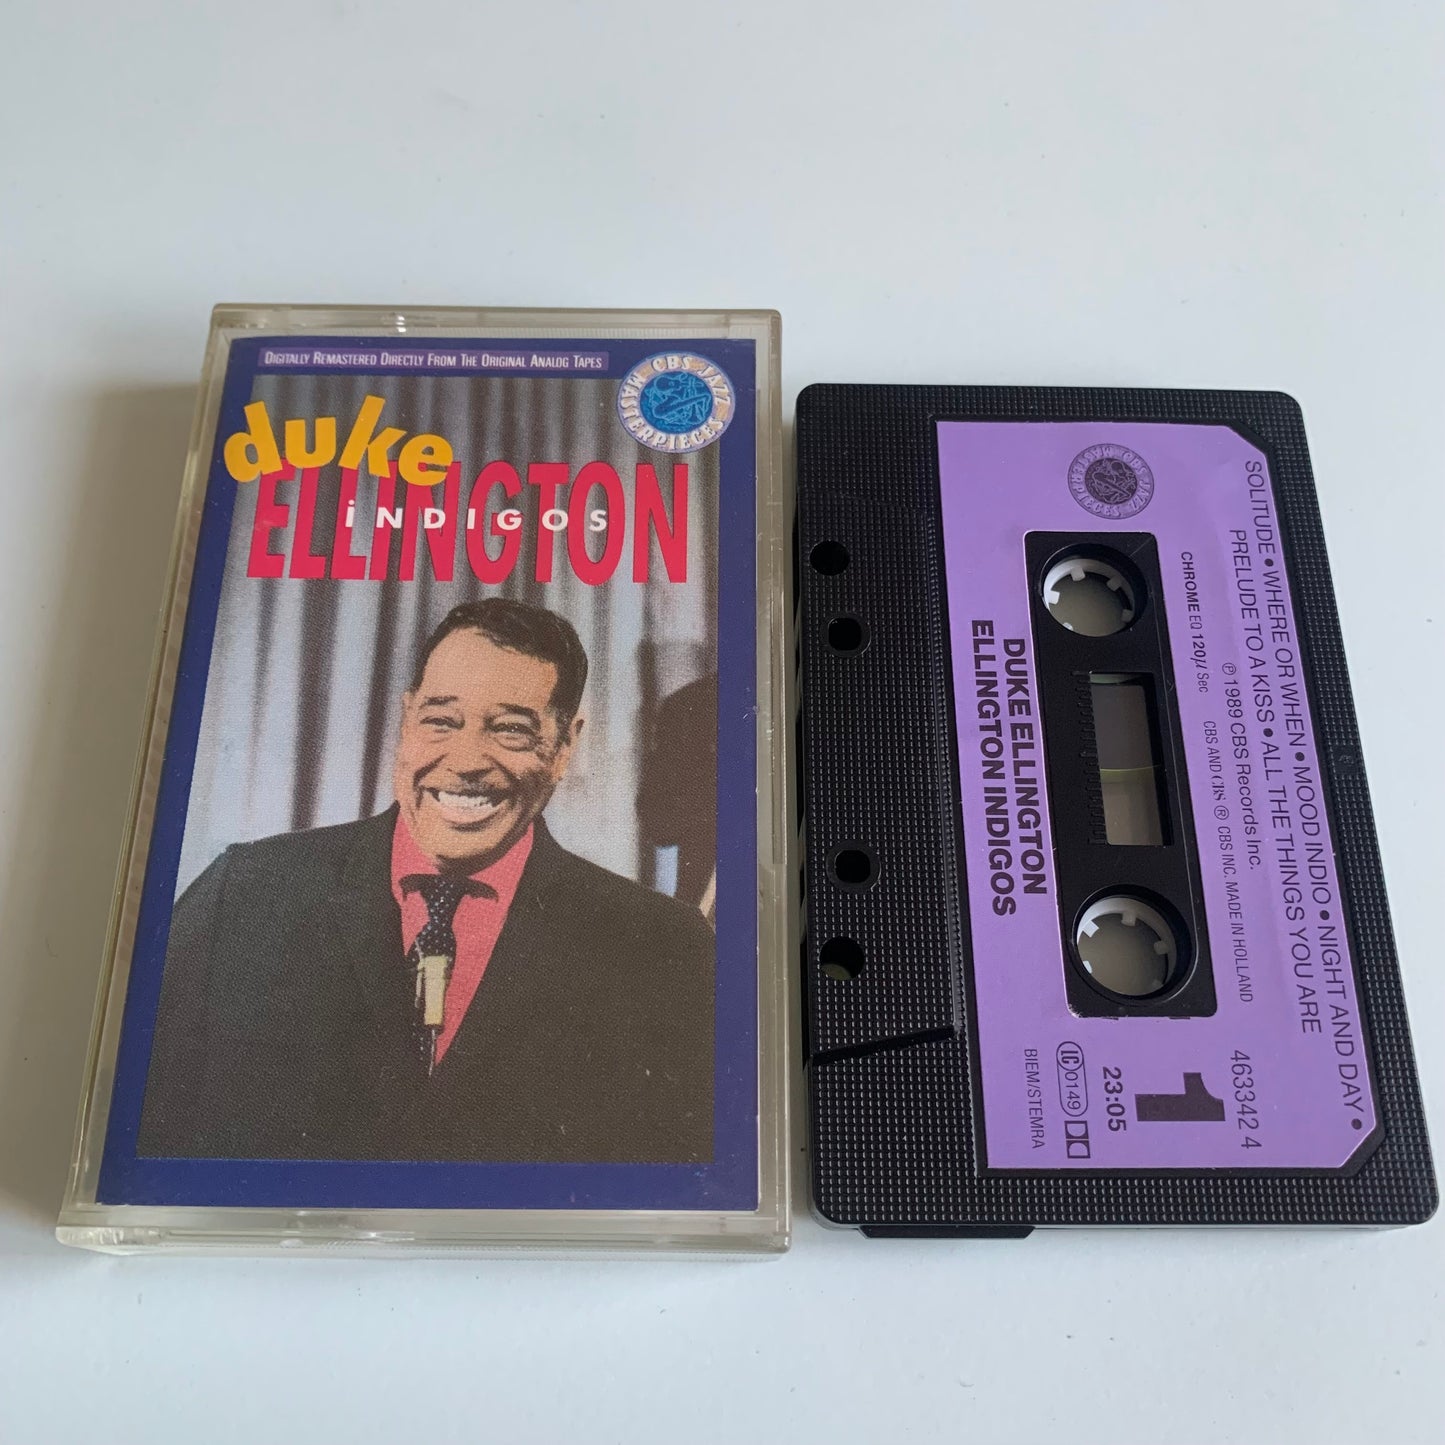 DIGITALLY REMASTERED DIRECTLY FROM THE ORIGINAL ANALOG TAPES
CBS JAZZ MASTERPIECES
duke
ELLINGTON
iNDIGOS
CBS JAZZ MASTERPIECES
SOLITUDE • WHERE OR WHEN • MOOD INDIO • NIGHT AND DAY •
PRELUDE TO A KISS • ALL THE THINGS YOU ARE
℗ 1989 CBS Records Inc.
CHROME EQ 120μ Sec
CBS AND CBS ® CBS INC. MADE IN HOLLAND
DUKE ELLINGTON
ELLINGTON INDIGOS
463342 4
1
23:05
LC 0149
BIEM/STEMRA